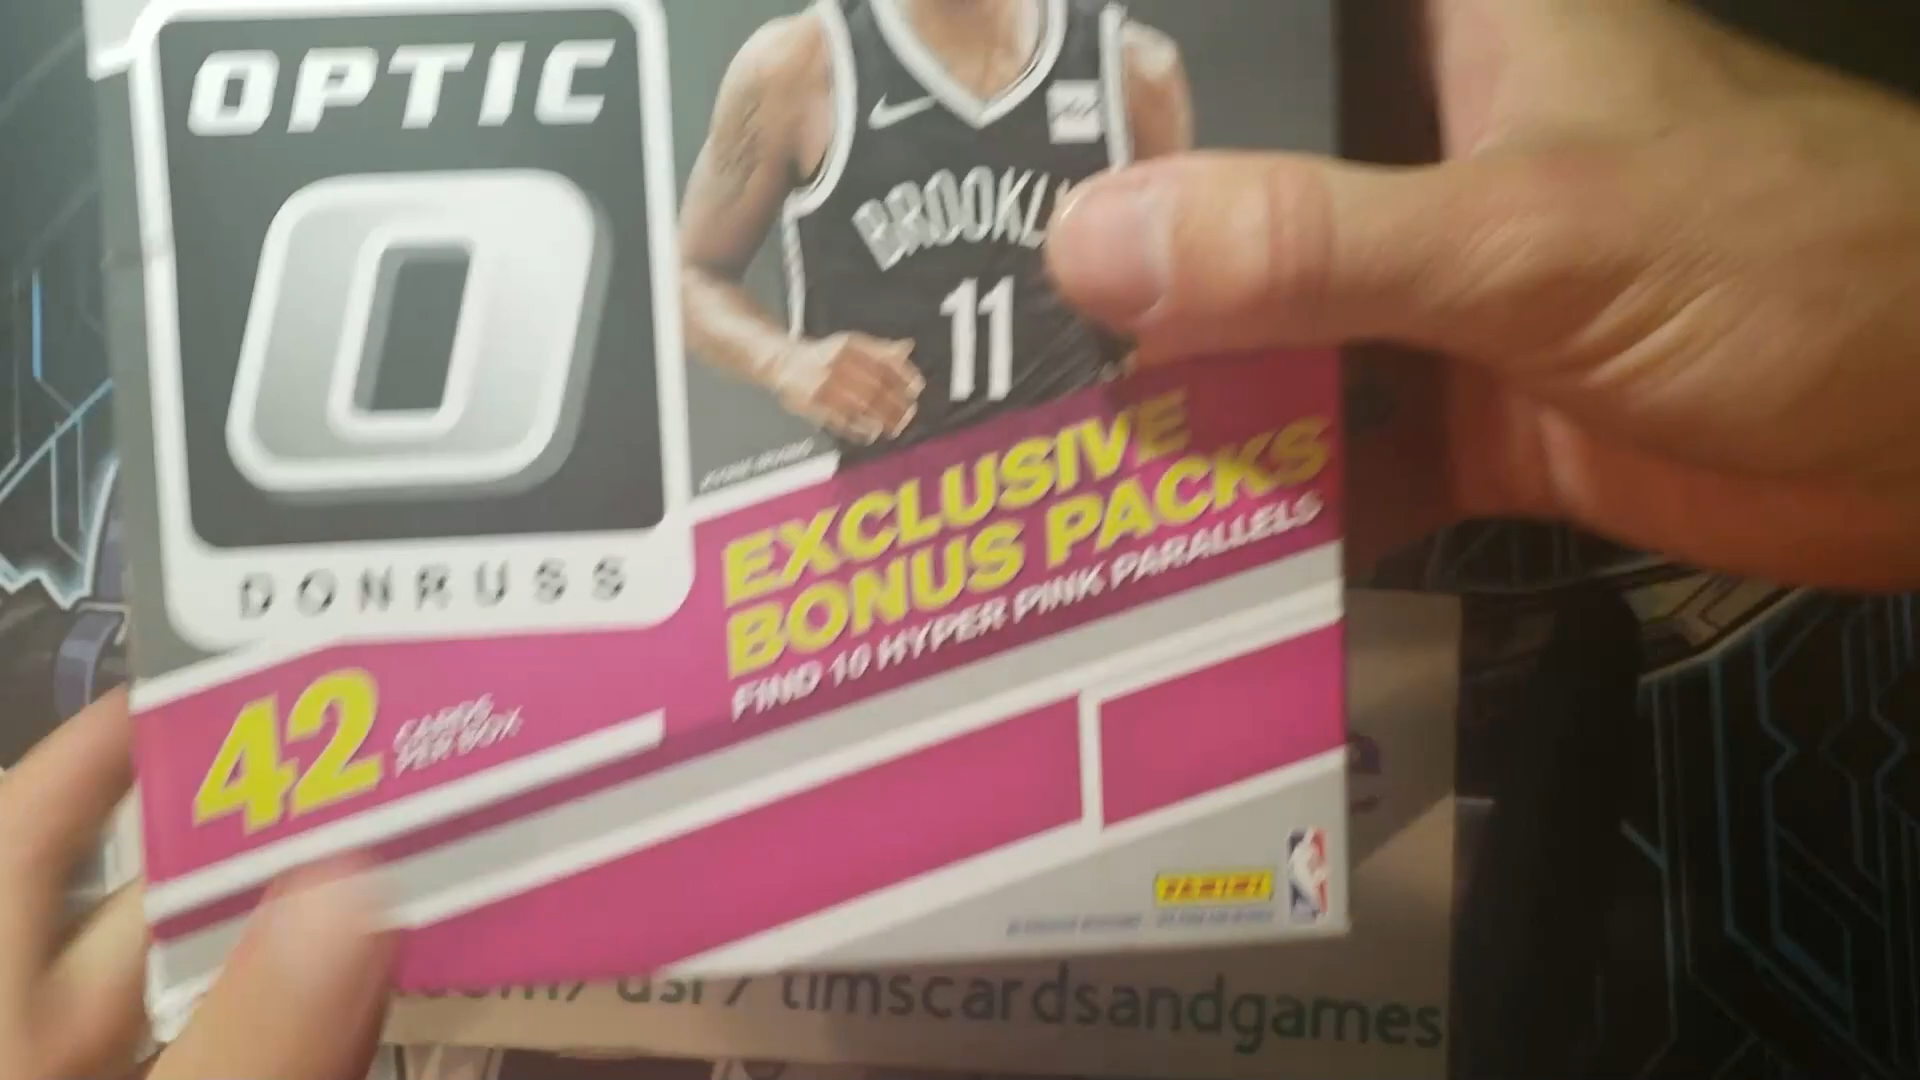 OPTIC
DONRUSS
BROOKL
11
EXCLUSIVE
BONUS PACKS
FIND 10 HYPER PINK PARALLELS
42
CARDS
PER BOX
PANINI
.com/usr/timscardsandgames